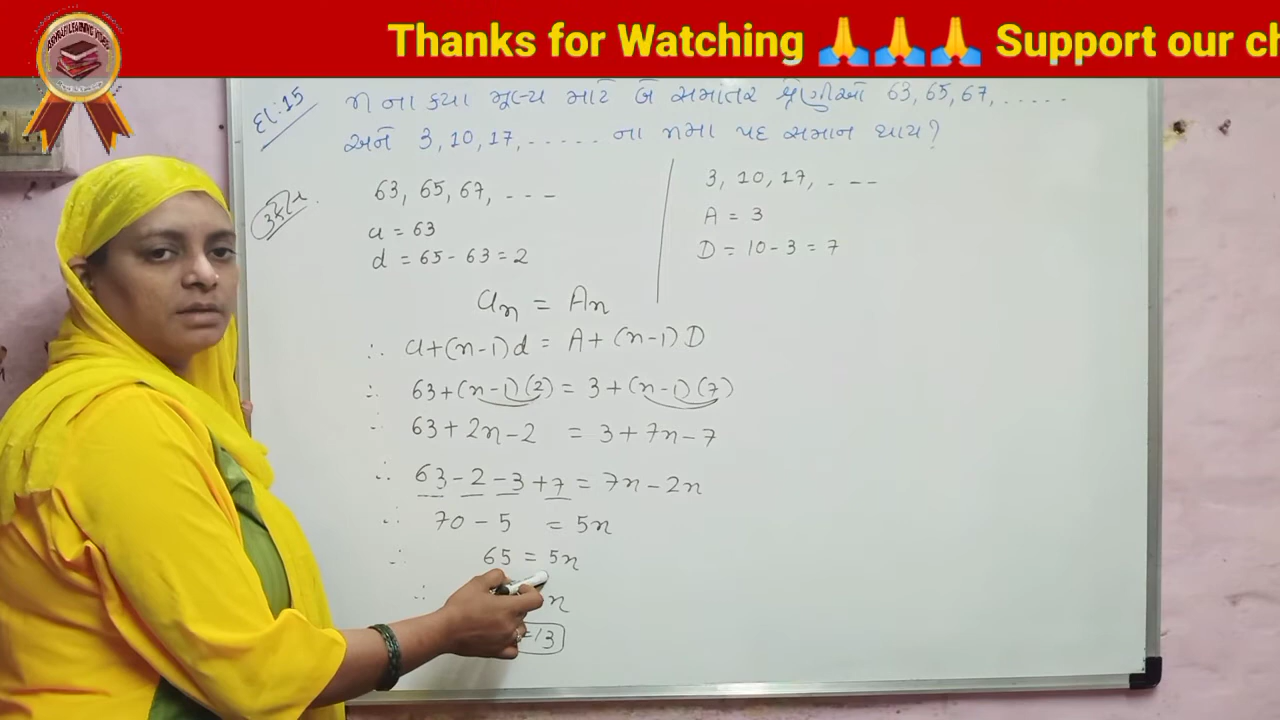 Thanks for Watching 🙏🙏🙏 Support our ch
દા:15 n ના કયા મૂલ્ય માટે બે સમાંતર શ્રેણીઓ 63, 65, 67, .....
અને 3, 10, 17, ..... ના nમા પદ સમાન થાય?
63, 65, 67, ---
a = 63
d = 65 - 63 = 2
3, 10, 17, ---
A = 3
D = 10 - 3 = 7
aₙ = Aₙ
∴ a+(n-1)d = A+(n-1)D
∴ 63+(n-1)(2) = 3+(n-1)(7)
63+2n-2 = 3+7n-7
∴ 63-2-3+7 = 7n-2n
∴ 70-5 = 5n
∴ 65 = 5n
∴ n
=13